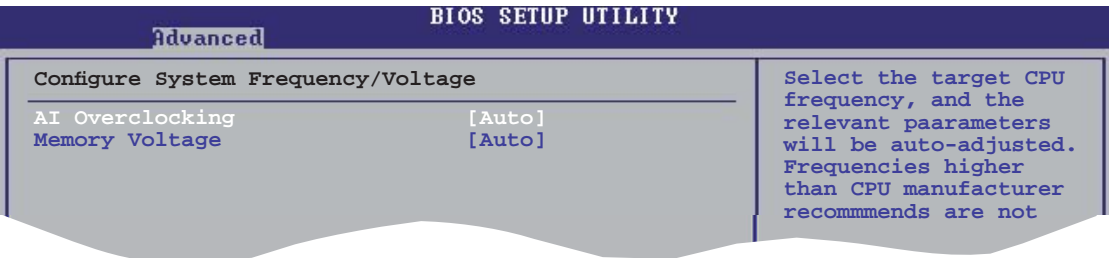 BIOS SETUP UTILITY
Advanced
Configure System Frequency/Voltage
AI Overclocking [Auto]
Memory Voltage [Auto]
Select the target CPU
frequency, and the
relevant paarameters
will be auto-adjusted.
Frequencies higher
than CPU manufacturer
recommmends are not